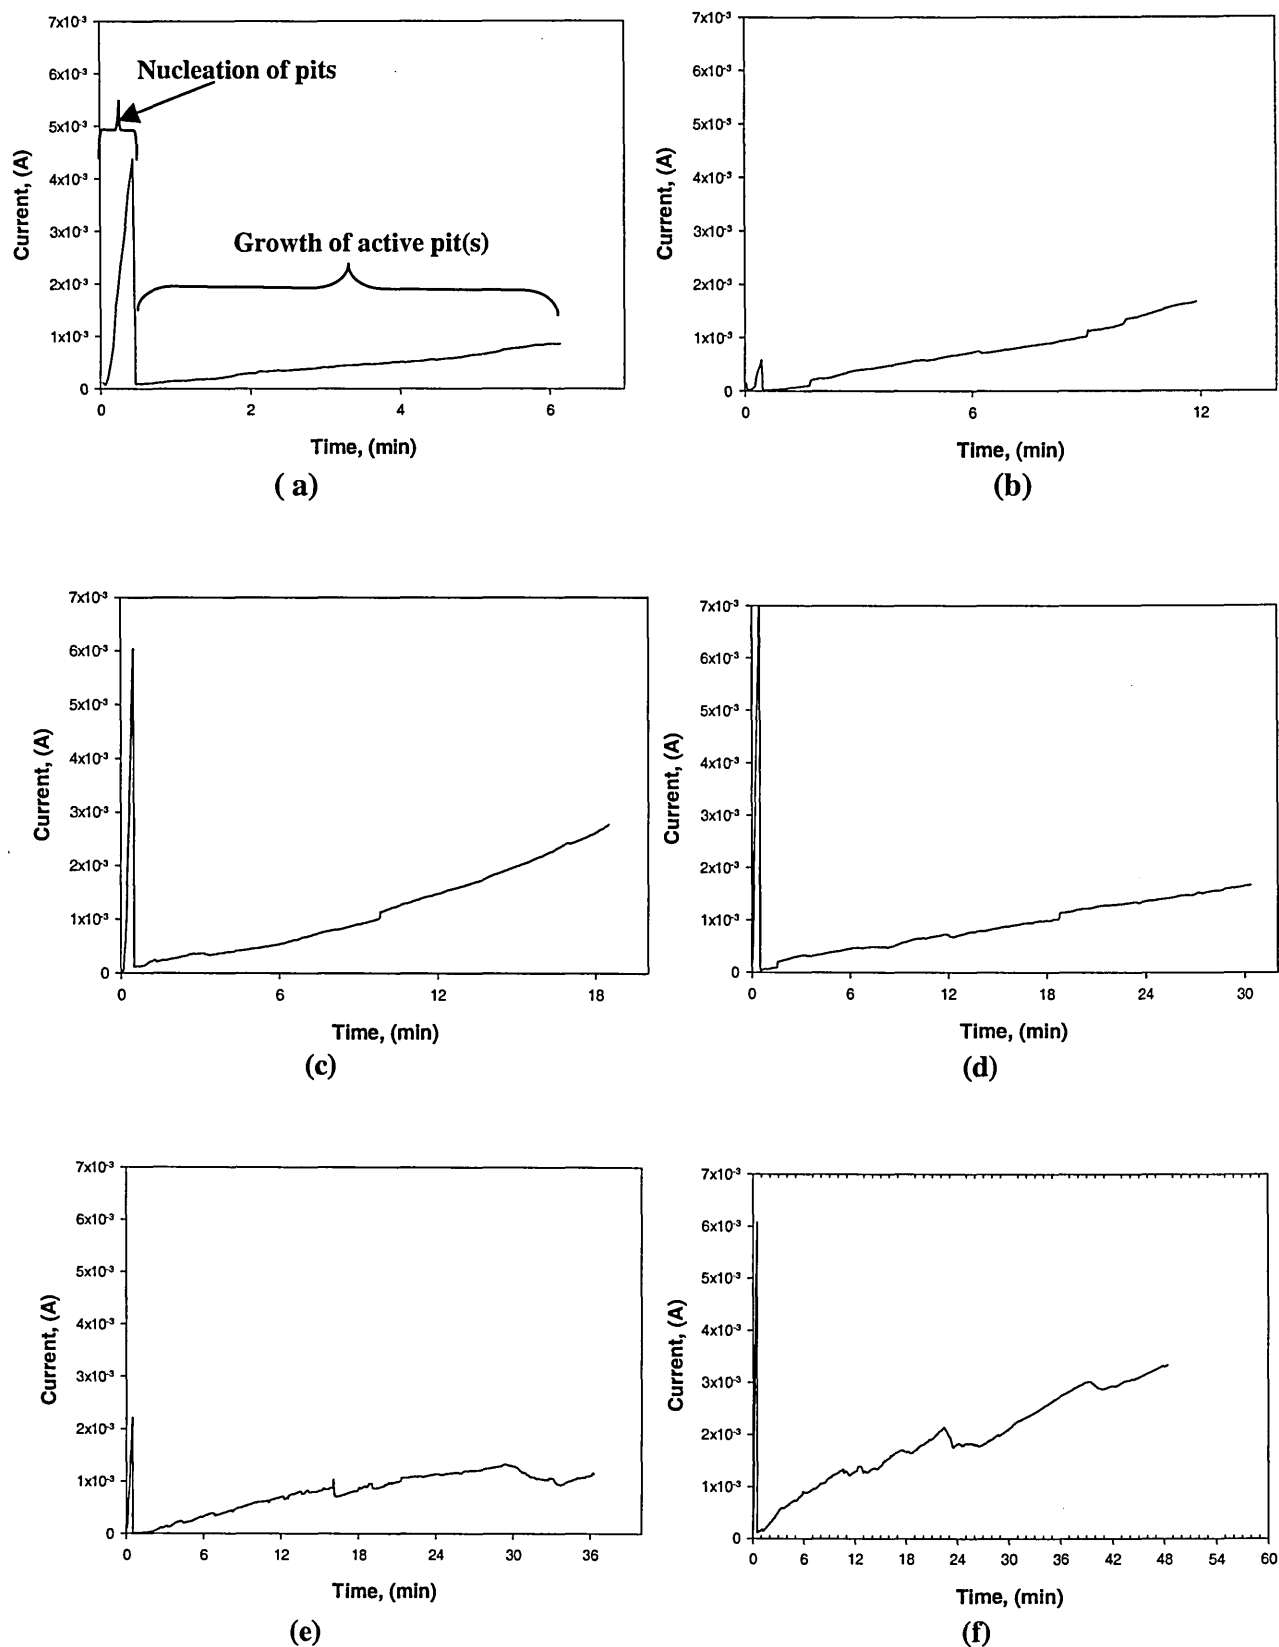 7x10-3
6x10-3
5x10-3
4x10-3
3x10-3
2x10-3
1x10-3
0
Current, (A)
Nucleation of pits
Growth of active pit(s)
0 2 4 6
Time, (min)
( a)
7x10-3
6x10-3
5x10-3
4x10-3
3x10-3
2x10-3
1x10-3
0
Current, (A)
0 6 12
Time, (min)
(b)
7x10-3
6x10-3
5x10-3
4x10-3
3x10-3
2x10-3
1x10-3
0
Current, (A)
0 6 12 18
Time, (min)
(c)
7x10-3
6x10-3
5x10-3
4x10-3
3x10-3
2x10-3
1x10-3
0
Current, (A)
0 6 12 18 24 30
Time, (min)
(d)
7x10-3
6x10-3
5x10-3
4x10-3
3x10-3
2x10-3
1x10-3
0
Current, (A)
0 6 12 18 24 30 36
Time, (min)
(e)
7x10-3
6x10-3
5x10-3
4x10-3
3x10-3
2x10-3
1x10-3
0
Current, (A)
0 6 12 18 24 30 36 42 48 54 60
Time, (min)
(f)